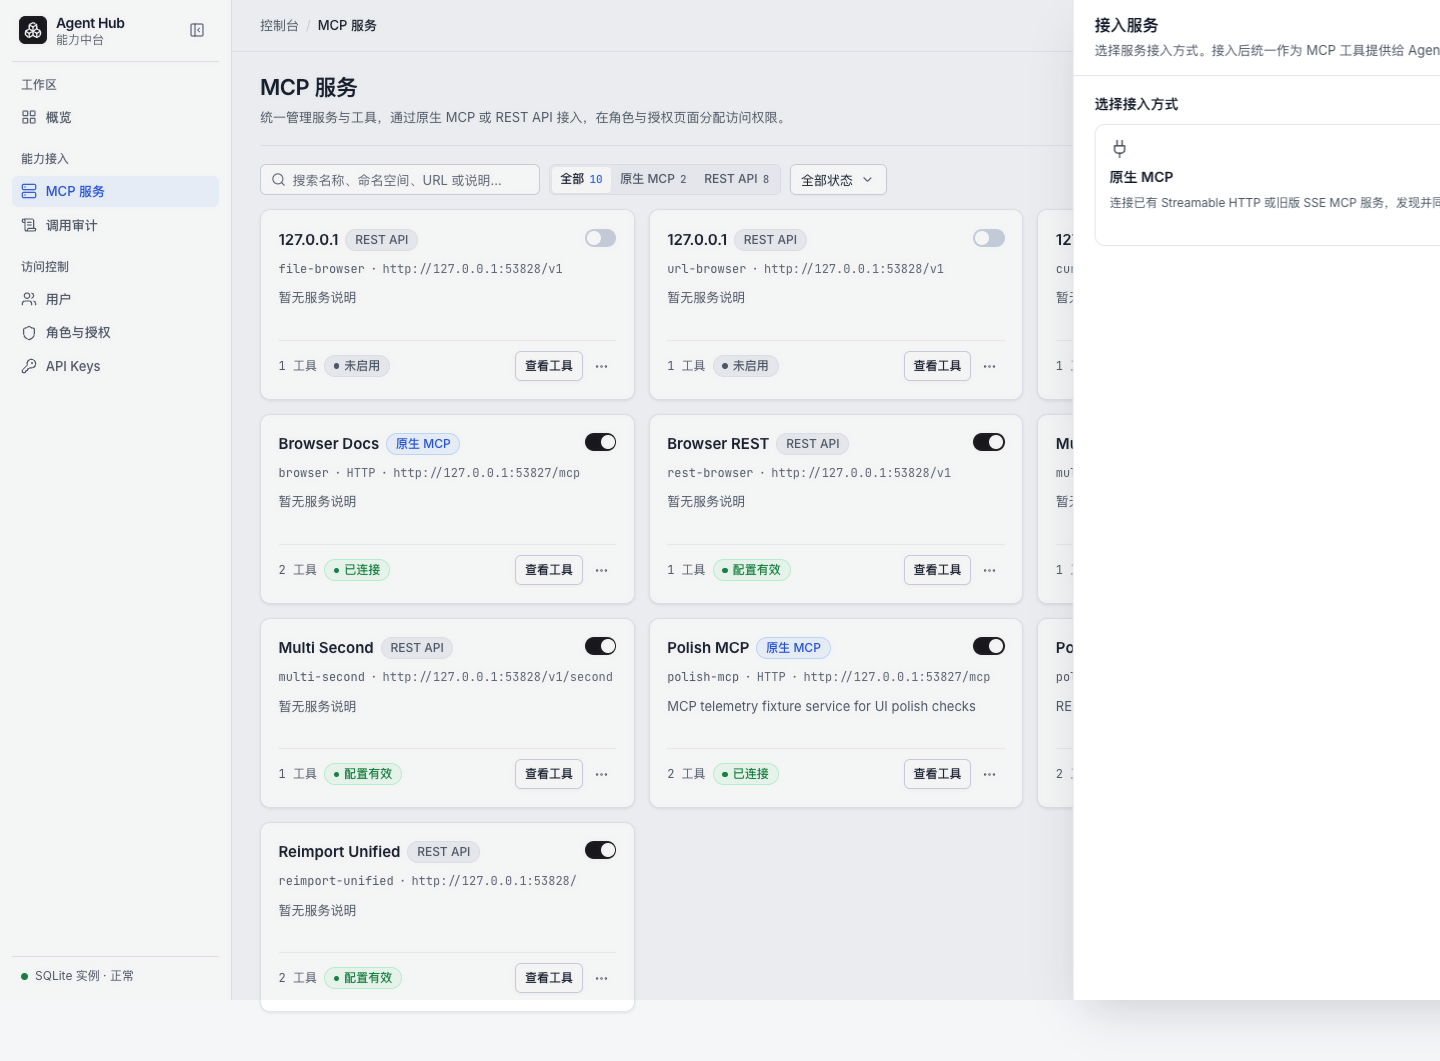 Agent Hub
能力中台
工作区
概览
能力接入
MCP 服务
调用审计
访问控制
用户
角色与授权
API Keys
SQLite 实例 · 正常
控制台 / MCP 服务
MCP 服务
统一管理服务与工具，通过原生 MCP 或 REST API 接入，在角色与授权页面分配访问权限。
搜索名称、命名空间、URL 或说明...
全部 10 原生 MCP 2 REST API 8
全部状态
127.0.0.1 REST API
file-browser · http://127.0.0.1:53828/v1
暂无服务说明
1 工具 未启用 查看工具 ···
127.0.0.1 REST API
url-browser · http://127.0.0.1:53828/v1
暂无服务说明
1 工具 未启用 查看工具 ···
Browser Docs 原生 MCP
browser · HTTP · http://127.0.0.1:53827/mcp
暂无服务说明
2 工具 已连接 查看工具 ···
Browser REST REST API
rest-browser · http://127.0.0.1:53828/v1
暂无服务说明
1 工具 配置有效 查看工具 ···
Multi Second REST API
multi-second · http://127.0.0.1:53828/v1/second
暂无服务说明
1 工具 配置有效 查看工具 ···
Polish MCP 原生 MCP
polish-mcp · HTTP · http://127.0.0.1:53827/mcp
MCP telemetry fixture service for UI polish checks
2 工具 已连接 查看工具 ···
Reimport Unified REST API
reimport-unified · http://127.0.0.1:53828/
暂无服务说明
2 工具 配置有效 查看工具 ···
接入服务
选择服务接入方式。接入后统一作为 MCP 工具提供给 Agen
选择接入方式
原生 MCP
连接已有 Streamable HTTP 或旧版 SSE MCP 服务，发现并同